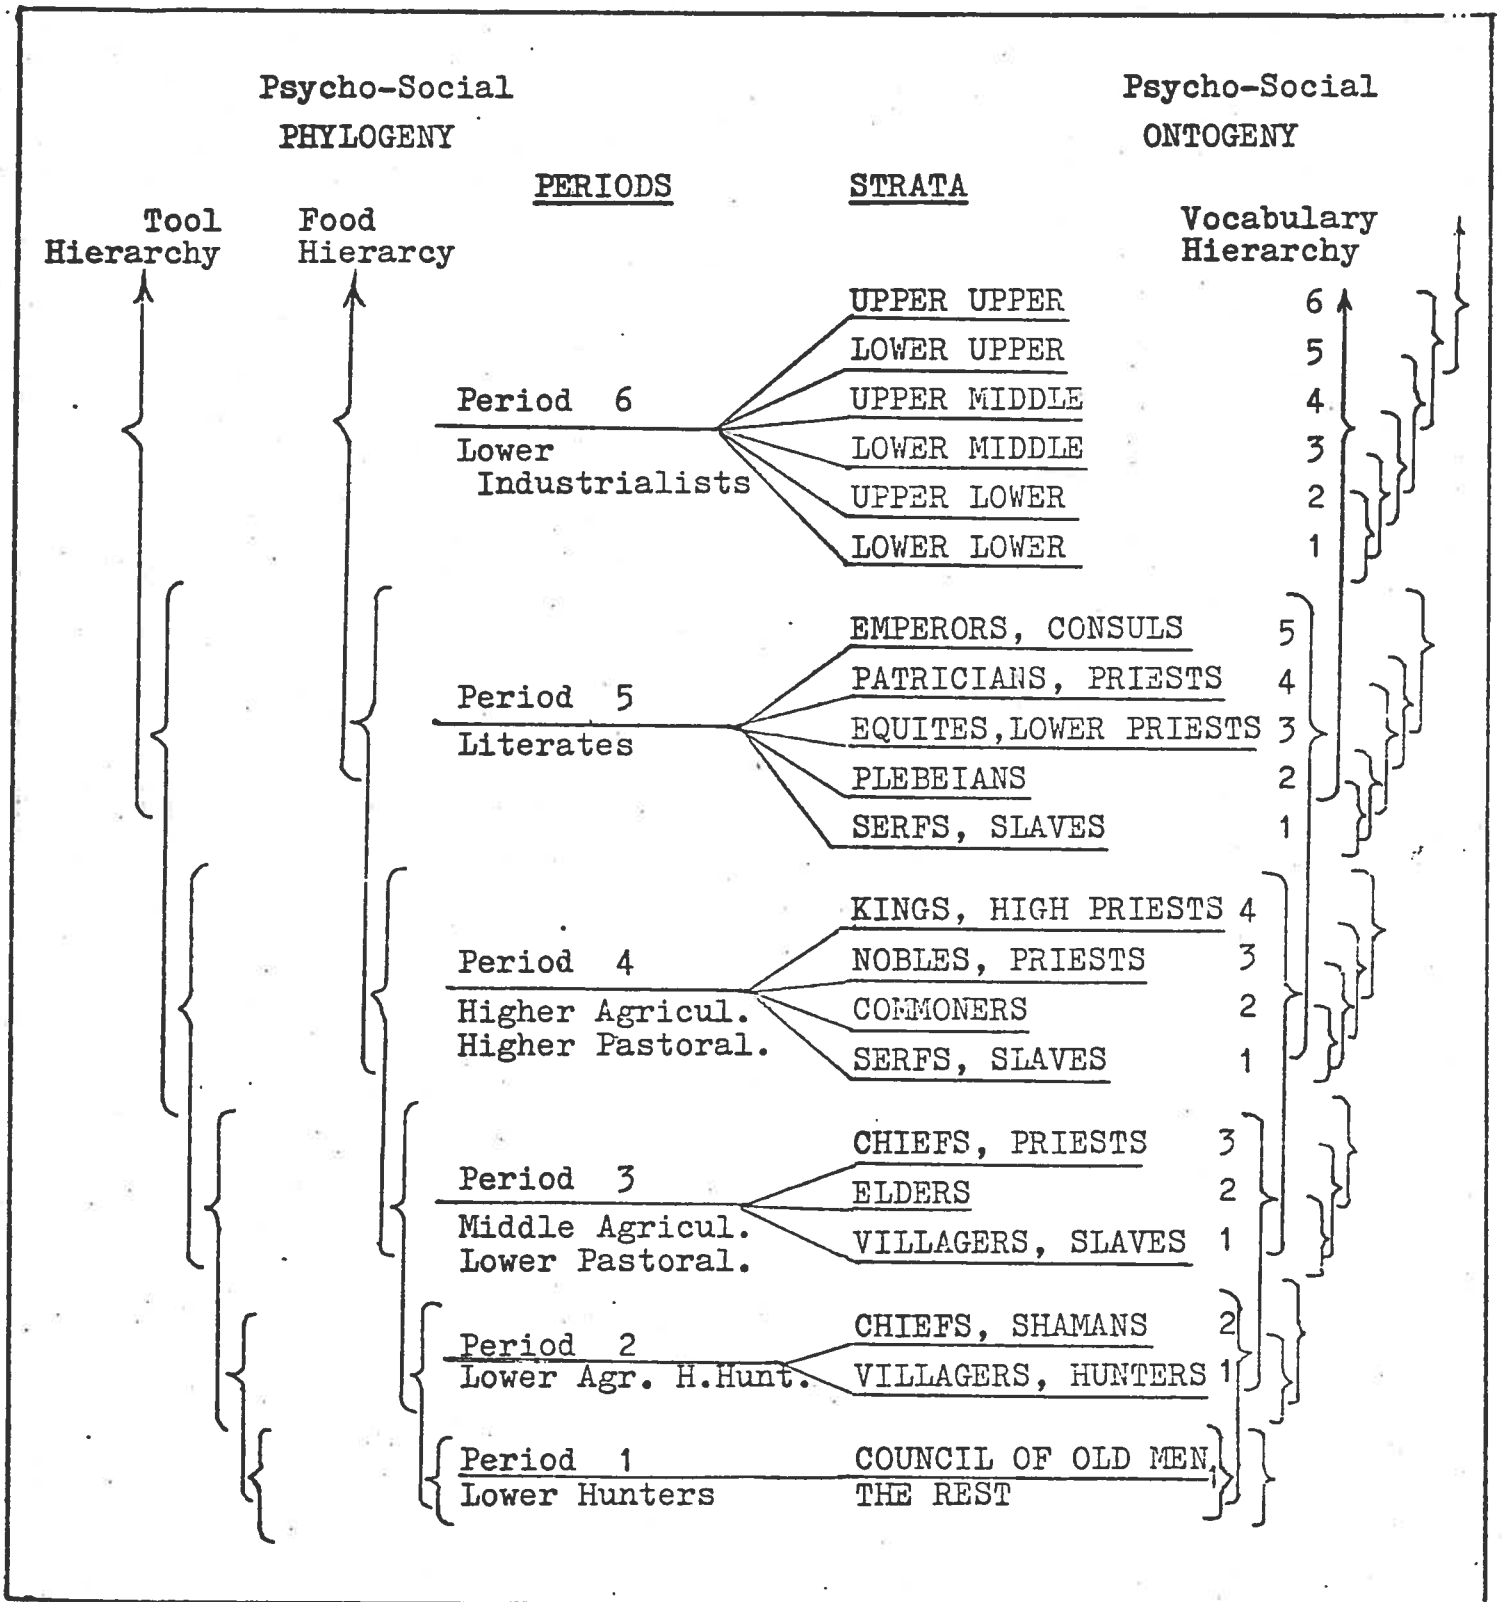 Psycho-Social
PHYLOGENY
Psycho-Social
ONTOGENY
PERIODS
STRATA
Tool
Hierarchy
Food
Hierarcy
Vocabulary
Hierarchy
UPPER UPPER 6
LOWER UPPER 5
Period 6
UPPER MIDDLE 4
Lower
Industrialists
LOWER MIDDLE 3
UPPER LOWER 2
LOWER LOWER 1
EMPERORS, CONSULS 5
PATRICIANS, PRIESTS 4
Period 5
Literates
EQUITES,LOWER PRIESTS 3
PLEBEIANS 2
SERFS, SLAVES 1
KINGS, HIGH PRIESTS 4
Period 4
NOBLES, PRIESTS 3
Higher Agricul.
Higher Pastoral.
COMMONERS 2
SERFS, SLAVES 1
CHIEFS, PRIESTS 3
Period 3
ELDERS 2
Middle Agricul.
Lower Pastoral.
VILLAGERS, SLAVES 1
CHIEFS, SHAMANS 2
Period 2
Lower Agr. H.Hunt.
VILLAGERS, HUNTERS 1
Period 1
COUNCIL OF OLD MEN 1
Lower Hunters
THE REST